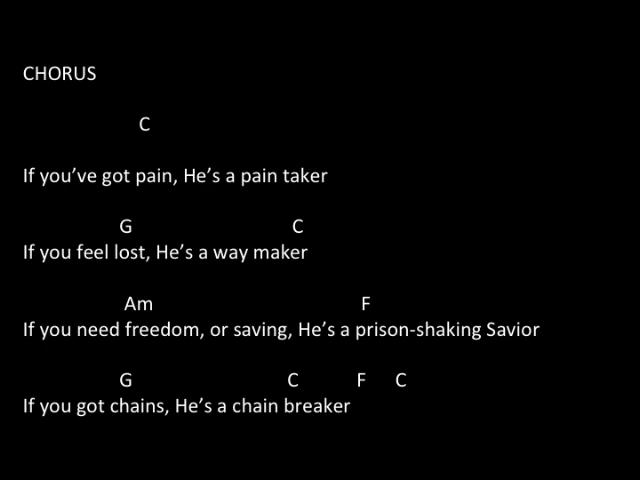 CHORUS
C
If you've got pain, He's a pain taker
G C
If you feel lost, He's a way maker
Am F
If you need freedom, or saving, He's a prison-shaking Savior
G C F C
If you got chains, He's a chain breaker